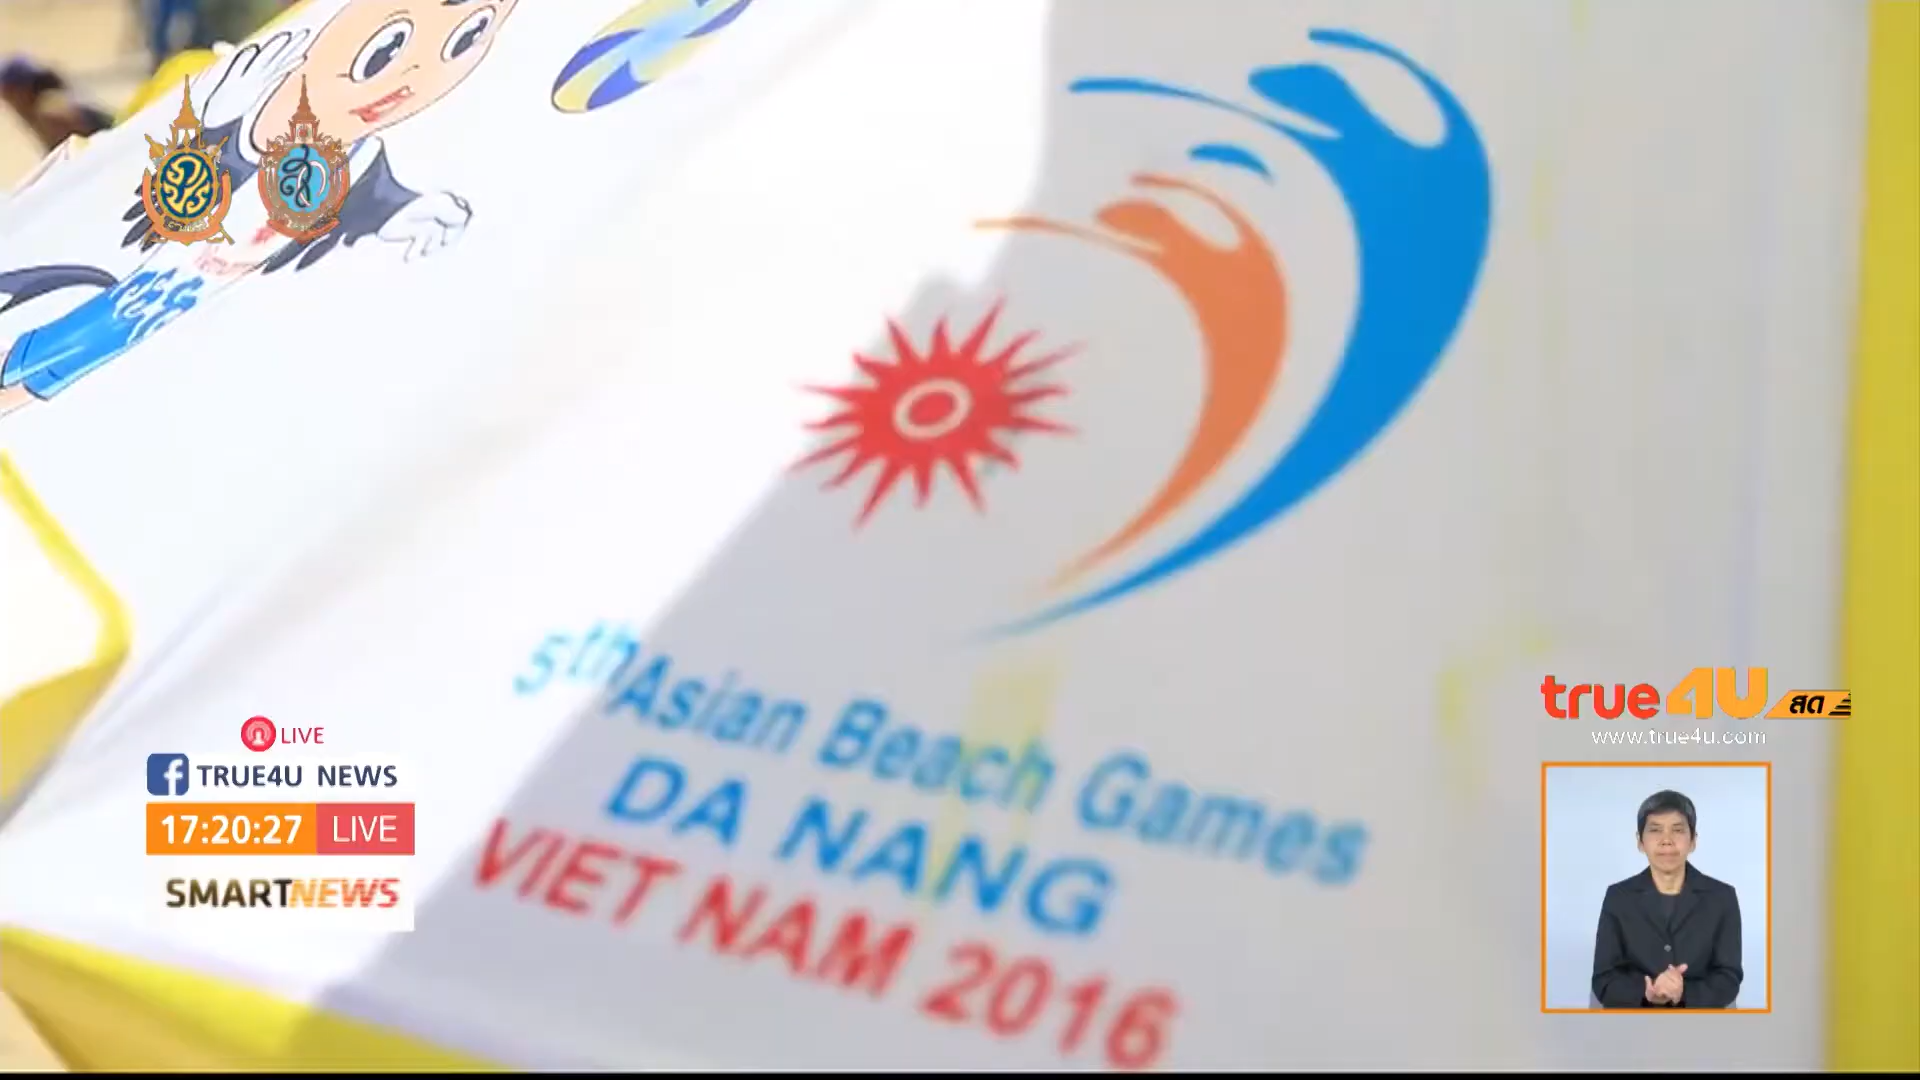 5th Asian Beach Games
DA NANG
VIET NAM 2016
LIVE
TRUE4U NEWS
17:20:27 LIVE
SMARTNEWS
true4U สด
www.true4u.com